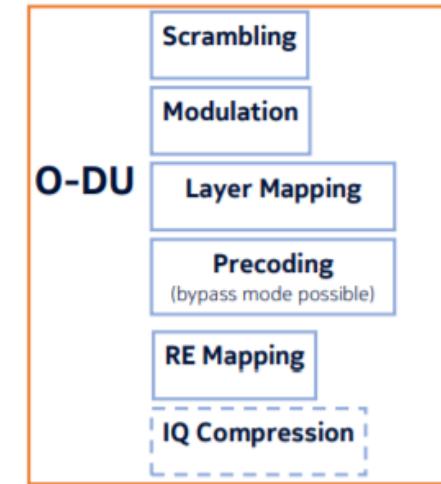 Scrambling
Modulation
O-DU
Layer Mapping
Precoding
(bypass mode possible)
RE Mapping
IQ Compression